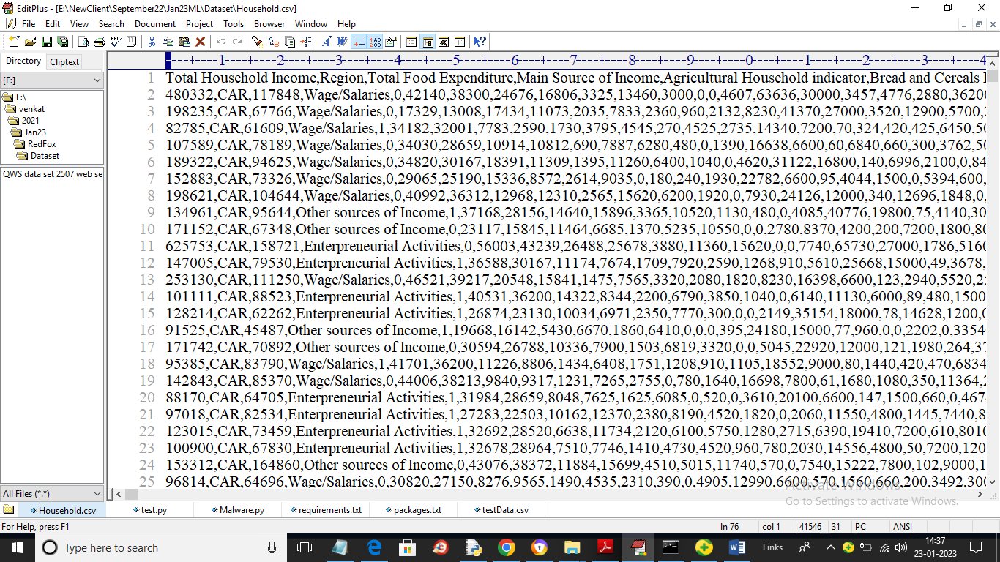 EditPlus - [E:\NewClient\September22\Jan23ML\Dataset\Household.csv]
File Edit View Search Document Project Tools Browser Window Help
Directory Cliptext
[E:]
E:\
venkat
2021
Jan23
RedFox
Dataset
QWS data set 2507 web se
All Files (*.*)
----+----1----+----2----+----3----+----4----+----5----+----6----+----7----+----8----+----9----+----0----+----1----+----2----+----3----+----4
1 Total Household Income,Region,Total Food Expenditure,Main Source of Income,Agricultural Household indicator,Bread and Cereals
2 480332,CAR,117848,Wage/Salaries,0,42140,38300,24676,16806,3325,13460,3000,0,0,4607,63636,30000,3457,4776,2880,36200
3 198235,CAR,67766,Wage/Salaries,0,17329,13008,17434,11073,2035,7833,2360,960,2132,8230,41370,27000,3520,12900,5700,
4 82785,CAR,61609,Wage/Salaries,1,34182,32001,7783,2590,1730,3795,4545,270,4525,2735,14340,7200,70,324,420,425,6450,50
5 107589,CAR,78189,Wage/Salaries,0,34030,28659,10914,10812,690,7887,6280,480,0,1390,16638,6600,60,6840,660,300,3762,50
6 189322,CAR,94625,Wage/Salaries,0,34820,30167,18391,11309,1395,11260,6400,1040,0,4620,31122,16800,140,6996,2100,0,84
7 152883,CAR,73326,Wage/Salaries,0,29065,25190,15336,8572,2614,9035,0,180,240,1930,22782,6600,95,4044,1500,0,5394,600,
8 198621,CAR,104644,Wage/Salaries,0,40992,36312,12968,12310,2565,15620,6200,1920,0,7930,24126,12000,340,12696,1848,0,
9 134961,CAR,95644,Other sources of Income,1,37168,28156,14640,15896,3365,10520,1130,480,0,4085,40776,19800,75,4140,30
10 171152,CAR,67348,Other sources of Income,0,23117,15845,11464,6685,1370,5235,10550,0,0,2780,8370,4200,200,7200,1800,80
11 625753,CAR,158721,Enterpreneurial Activities,0,56003,43239,26488,25678,3880,11360,15620,0,0,7740,65730,27000,1786,5160
12 147005,CAR,79530,Enterpreneurial Activities,1,36588,30167,11174,7674,1709,7920,2590,1268,910,5610,25668,15000,49,3678,
13 253130,CAR,111250,Wage/Salaries,0,46521,39217,20548,15841,1475,7565,3320,2080,1820,8230,16398,6600,123,2940,5520,2
14 101111,CAR,88523,Enterpreneurial Activities,1,40531,36200,14322,8344,2200,6790,3850,1040,0,6140,11130,6000,89,480,1500
15 128214,CAR,62262,Enterpreneurial Activities,1,26874,23130,10034,6971,2350,7770,300,0,0,2149,35154,18000,78,14628,1200,0
16 91525,CAR,45487,Other sources of Income,1,19668,16142,5430,6670,1860,6410,0,0,0,395,24180,15000,77,960,0,0,2202,0,3354
17 171742,CAR,70892,Other sources of Income,0,30594,26788,10336,7900,1503,6819,3320,0,0,5045,22920,12000,121,1980,264,37
18 95385,CAR,83790,Wage/Salaries,1,41701,36200,11226,8806,1434,6408,1751,1208,910,1105,18552,9000,80,1440,420,470,6834
19 142843,CAR,85370,Wage/Salaries,0,44006,38213,9840,9317,1231,7265,2755,0,780,1640,16698,7800,61,1680,1080,350,11364,2
20 88170,CAR,64705,Enterpreneurial Activities,1,31984,28659,8048,7625,1625,6085,0,520,0,3610,20100,6600,147,1500,660,0,467
21 97018,CAR,82534,Enterpreneurial Activities,1,27283,22503,10162,12370,2380,8190,4520,1820,0,2060,11550,4800,1445,7440,8
22 123015,CAR,73459,Enterpreneurial Activities,1,32692,28520,6638,11734,2120,6100,5750,1280,2715,6390,19410,7200,610,8010
23 100900,CAR,67830,Enterpreneurial Activities,1,32678,28964,7510,7746,1410,4730,4520,960,780,2030,14556,4800,50,7200,120
24 153312,CAR,164860,Other sources of Income,0,43076,38372,11884,15699,4510,5015,11740,570,0,7540,15222,7800,102,9000,1
25 96814,CAR,64696,Wage/Salaries,0,30820,27150,8276,9565,1490,4535,2310,390,0,4905,12990,6600,570,1560,660,200,3492,300
Activate Windows
Go to Settings to activate Windows.
Household.csv test.py Malware.py requirements.txt packages.txt testData.csv
For Help, press F1 ln 76 col 1 41546 31 PC ANSI
Type here to search Links 14:37
23-01-2023